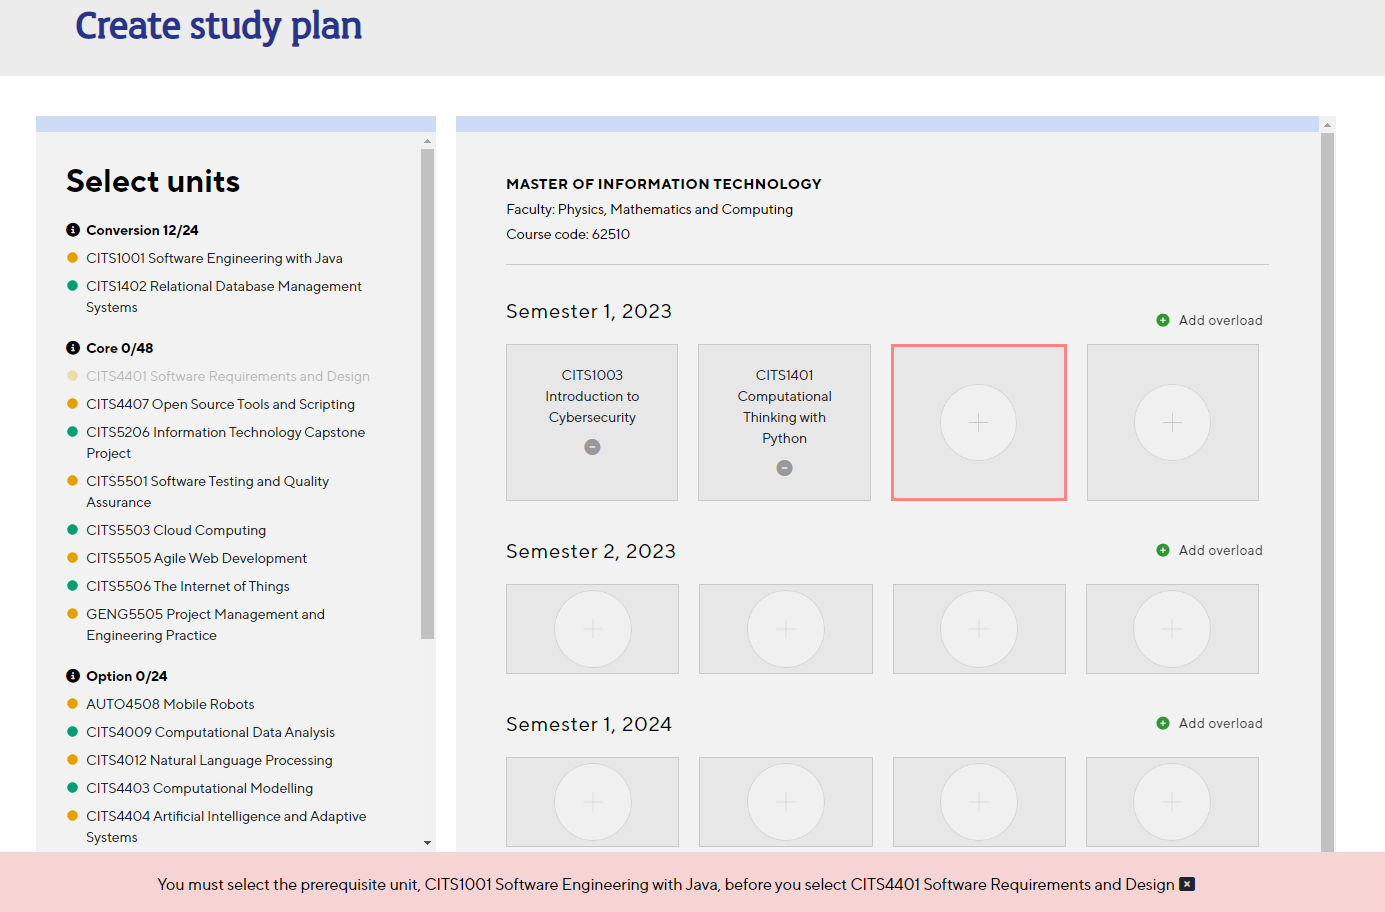 Create study plan
Select units
Conversion 12/24
CITS1001 Software Engineering with Java
CITS1402 Relational Database Management
Systems
Core 0/48
CITS4401 Software Requirements and Design
CITS4407 Open Source Tools and Scripting
CITS5206 Information Technology Capstone
Project
CITS5501 Software Testing and Quality
Assurance
CITS5503 Cloud Computing
CITS5505 Agile Web Development
CITS5506 The Internet of Things
GENG5505 Project Management and
Engineering Practice
Option 0/24
AUTO4508 Mobile Robots
CITS4009 Computational Data Analysis
CITS4012 Natural Language Processing
CITS4403 Computational Modelling
CITS4404 Artificial Intelligence and Adaptive
Systems
MASTER OF INFORMATION TECHNOLOGY
Faculty: Physics, Mathematics and Computing
Course code: 62510
Semester 1, 2023
Add overload
CITS1003
Introduction to
Cybersecurity
CITS1401
Computational
Thinking with
Python
Semester 2, 2023
Add overload
Semester 1, 2024
Add overload
You must select the prerequisite unit, CITS1001 Software Engineering with Java, before you select CITS4401 Software Requirements and Design